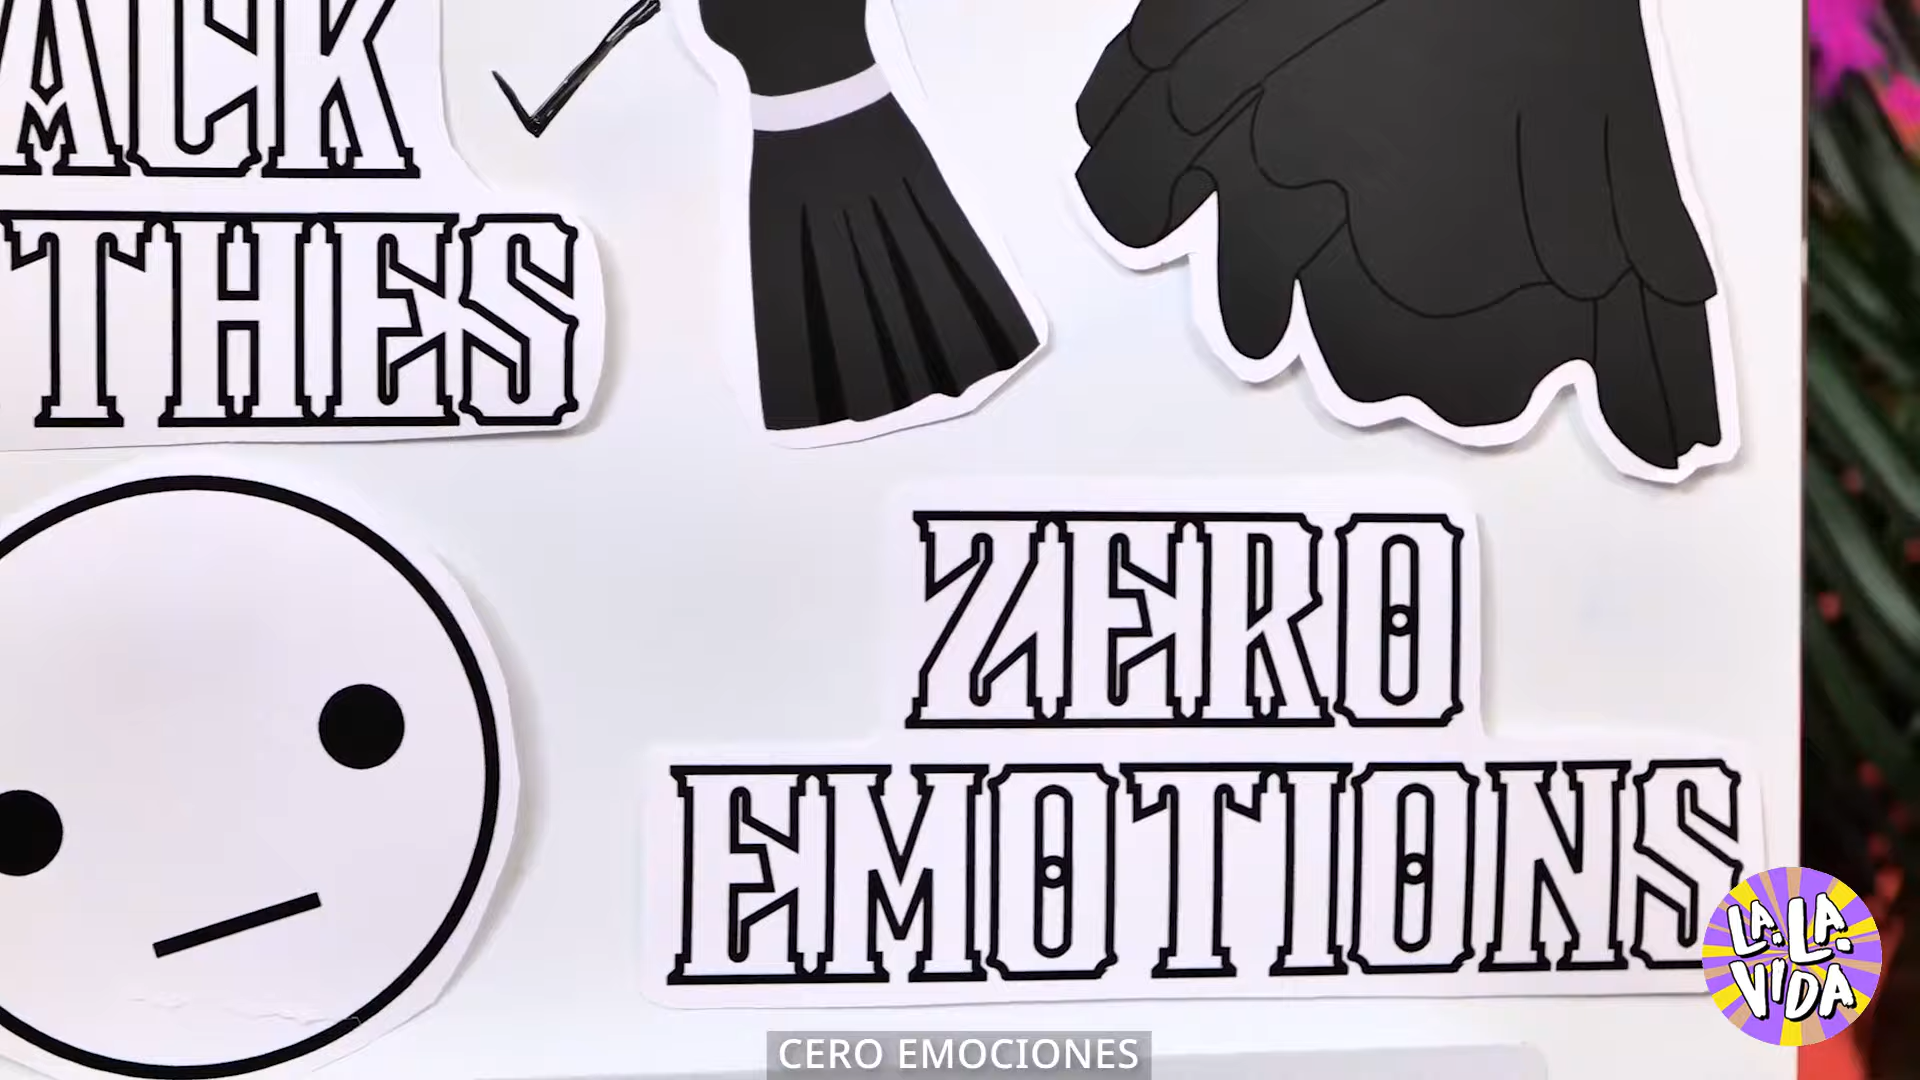 ACK
THES
ZERO
EMOTIONS
LA.LA.
VIDA
CERO EMOCIONES